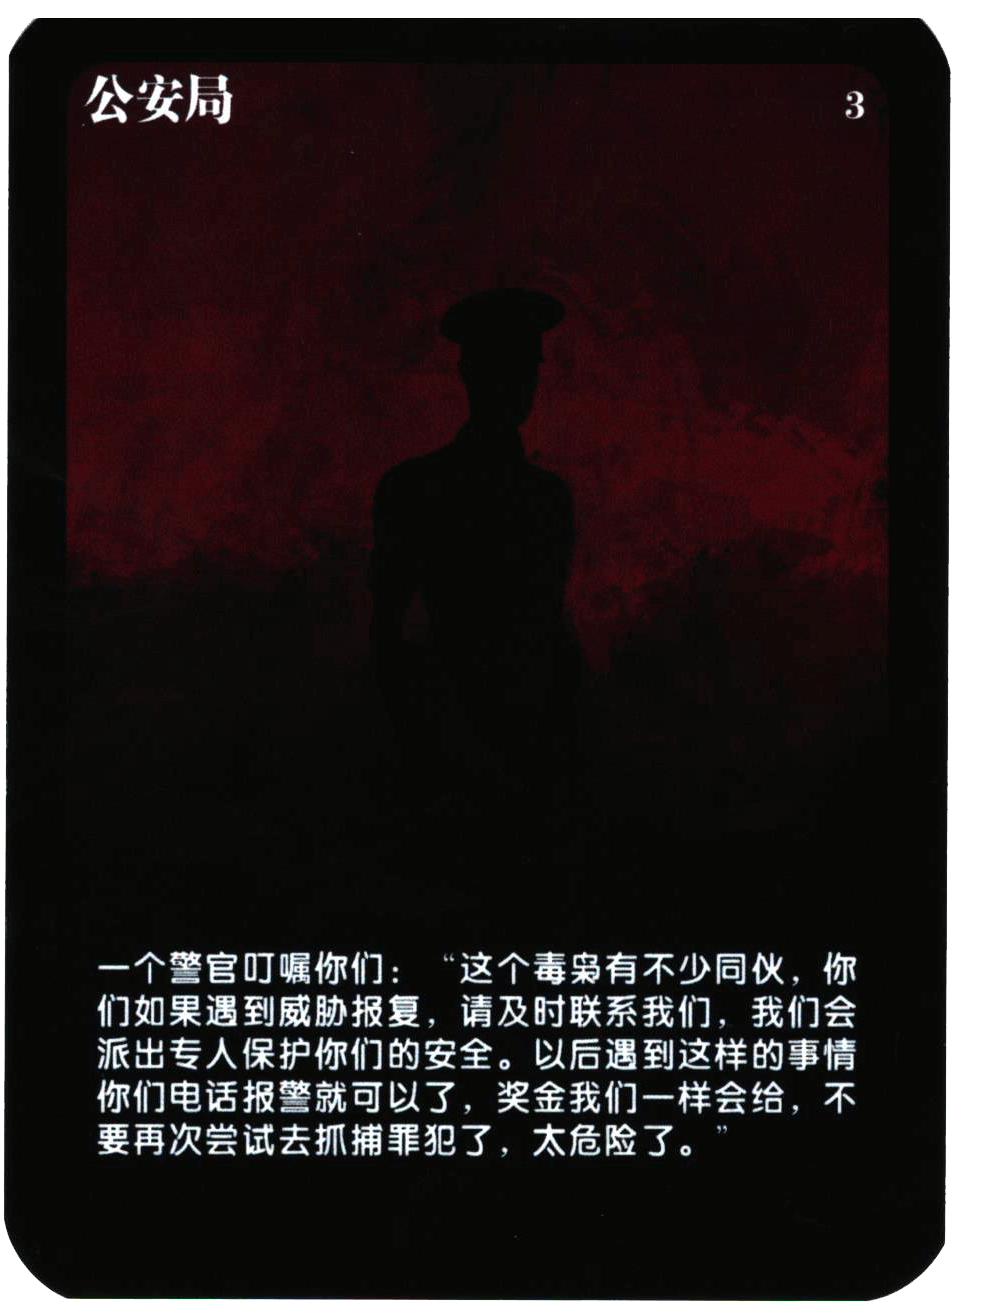 公安局
3
一个警官叮嘱你们：“这个毒枭有不少同伙，你
们如果遇到威胁报复，请及时联系我们，我们会
派出专人保护你们的安全。以后遇到这样的事情
你们电话报警就可以了，奖金我们一样会给，不
要再次尝试去抓捕罪犯了，太危险了。”